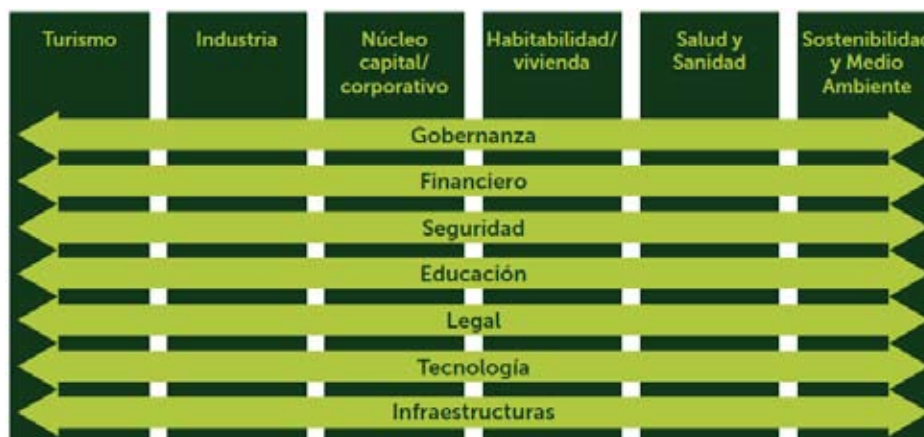 Turismo
Industria
Núcleo
capital/
corporativo
Habitabilidad/
vivienda
Salud y
Sanidad
Sostenibilidad
y Medio
Ambiente
Gobernanza
Financiero
Seguridad
Educación
Legal
Tecnología
Infraestructuras